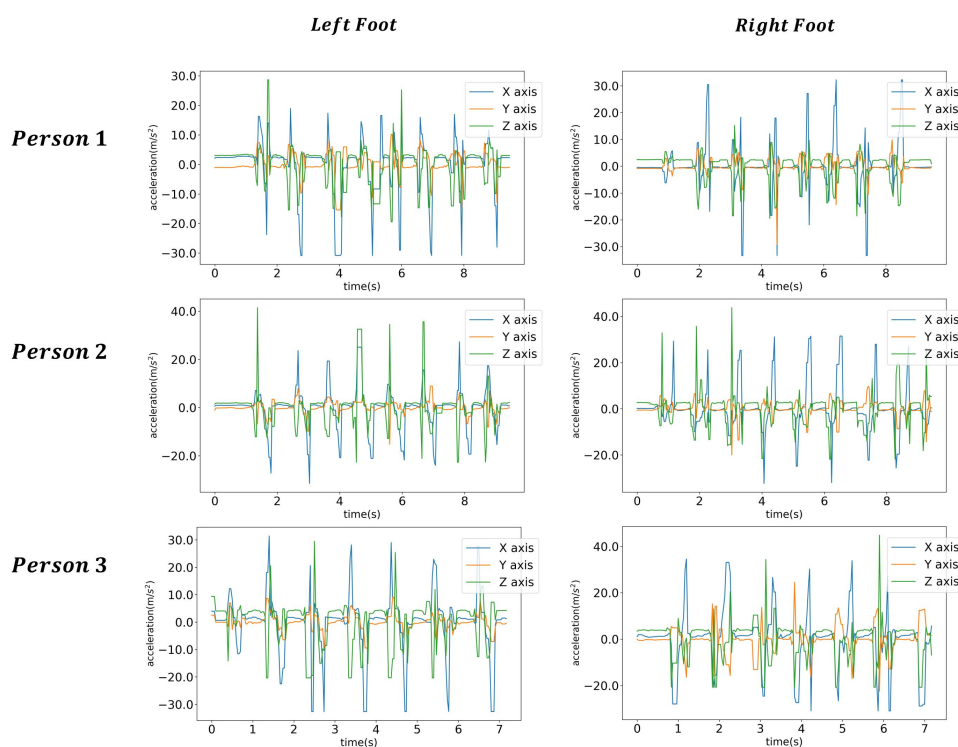 Left Foot
Right Foot
Person 1
30.0
20.0
10.0
0.0
−10.0
−20.0
−30.0
acceleration(m/s²)
0 2 4 6 8
time(s)
X axis
Y axis
Z axis
30.0
20.0
10.0
0.0
−10.0
−20.0
−30.0
acceleration(m/s²)
0 2 4 6 8
time(s)
X axis
Y axis
Z axis
Person 2
40.0
20.0
0.0
−20.0
acceleration(m/s²)
0 2 4 6 8
time(s)
X axis
Y axis
Z axis
40.0
20.0
0.0
−20.0
acceleration(m/s²)
0 1 2 3 4 5 6 7
time(s)
X axis
Y axis
Z axis
Person 3
30.0
20.0
10.0
0.0
−10.0
−20.0
−30.0
acceleration(m/s²)
0 1 2 3 4 5 6 7
time(s)
X axis
Y axis
Z axis
40.0
20.0
0.0
−20.0
acceleration(m/s²)
0 1 2 3 4 5 6 7
time(s)
X axis
Y axis
Z axis